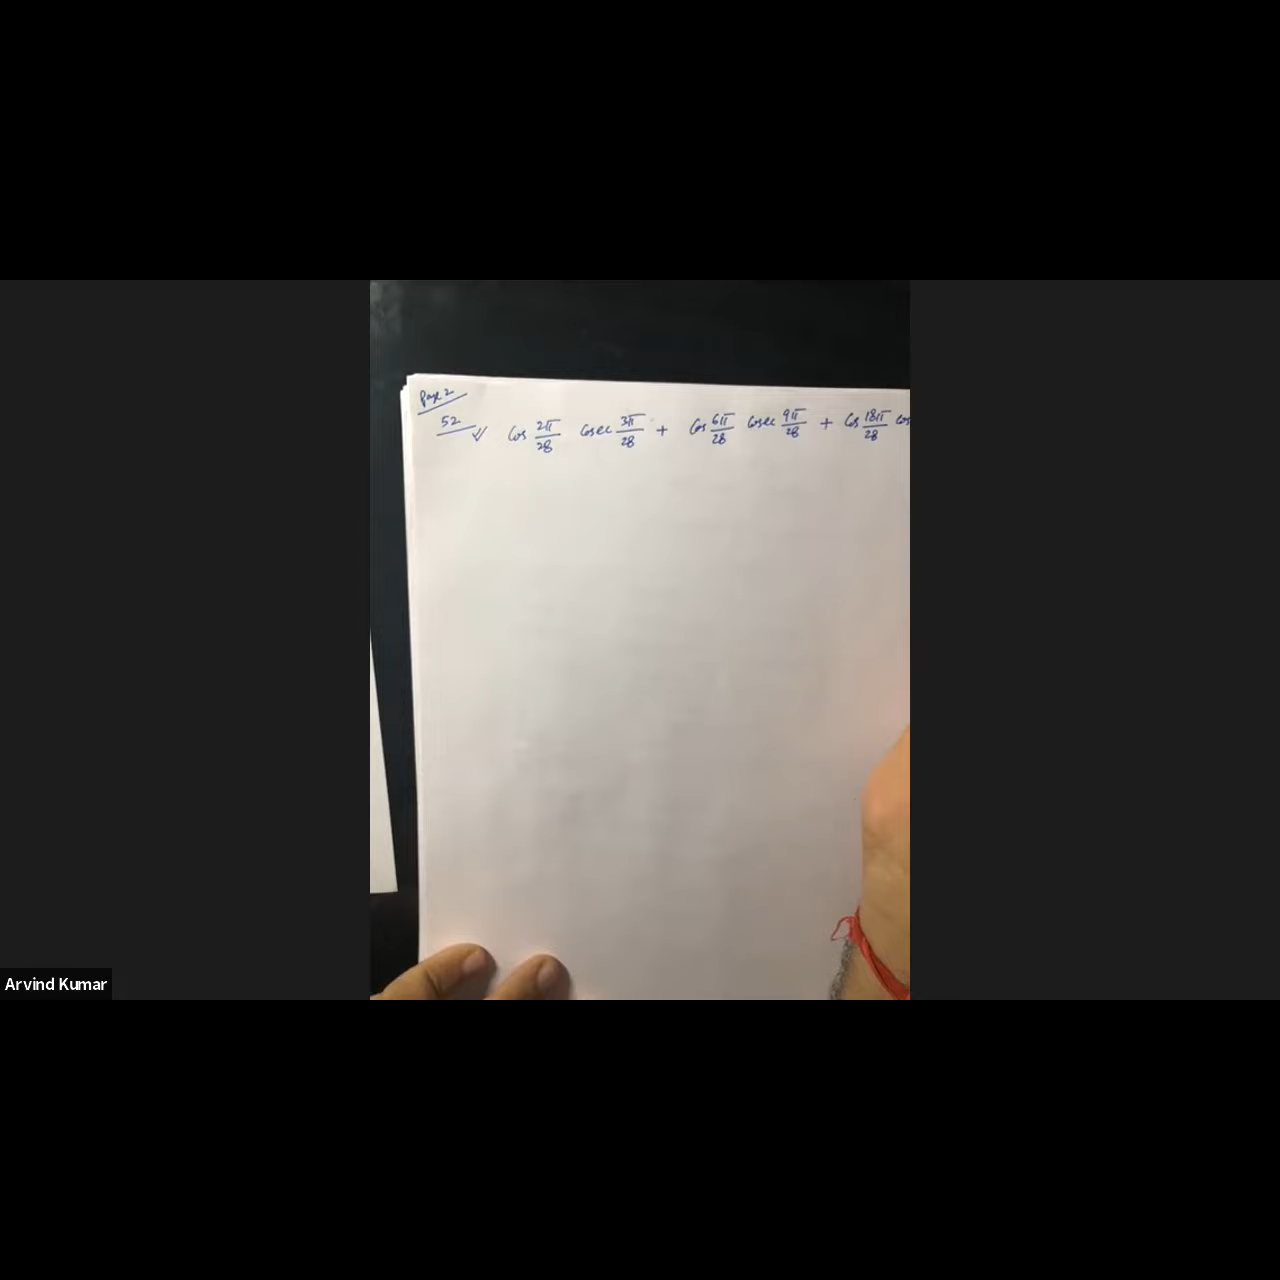 Page 2
52 cos 2π/28 cosec 3π/28 + cos 6π/28 cosec 9π/28 + cos 18π/28 cos
Arvind Kumar